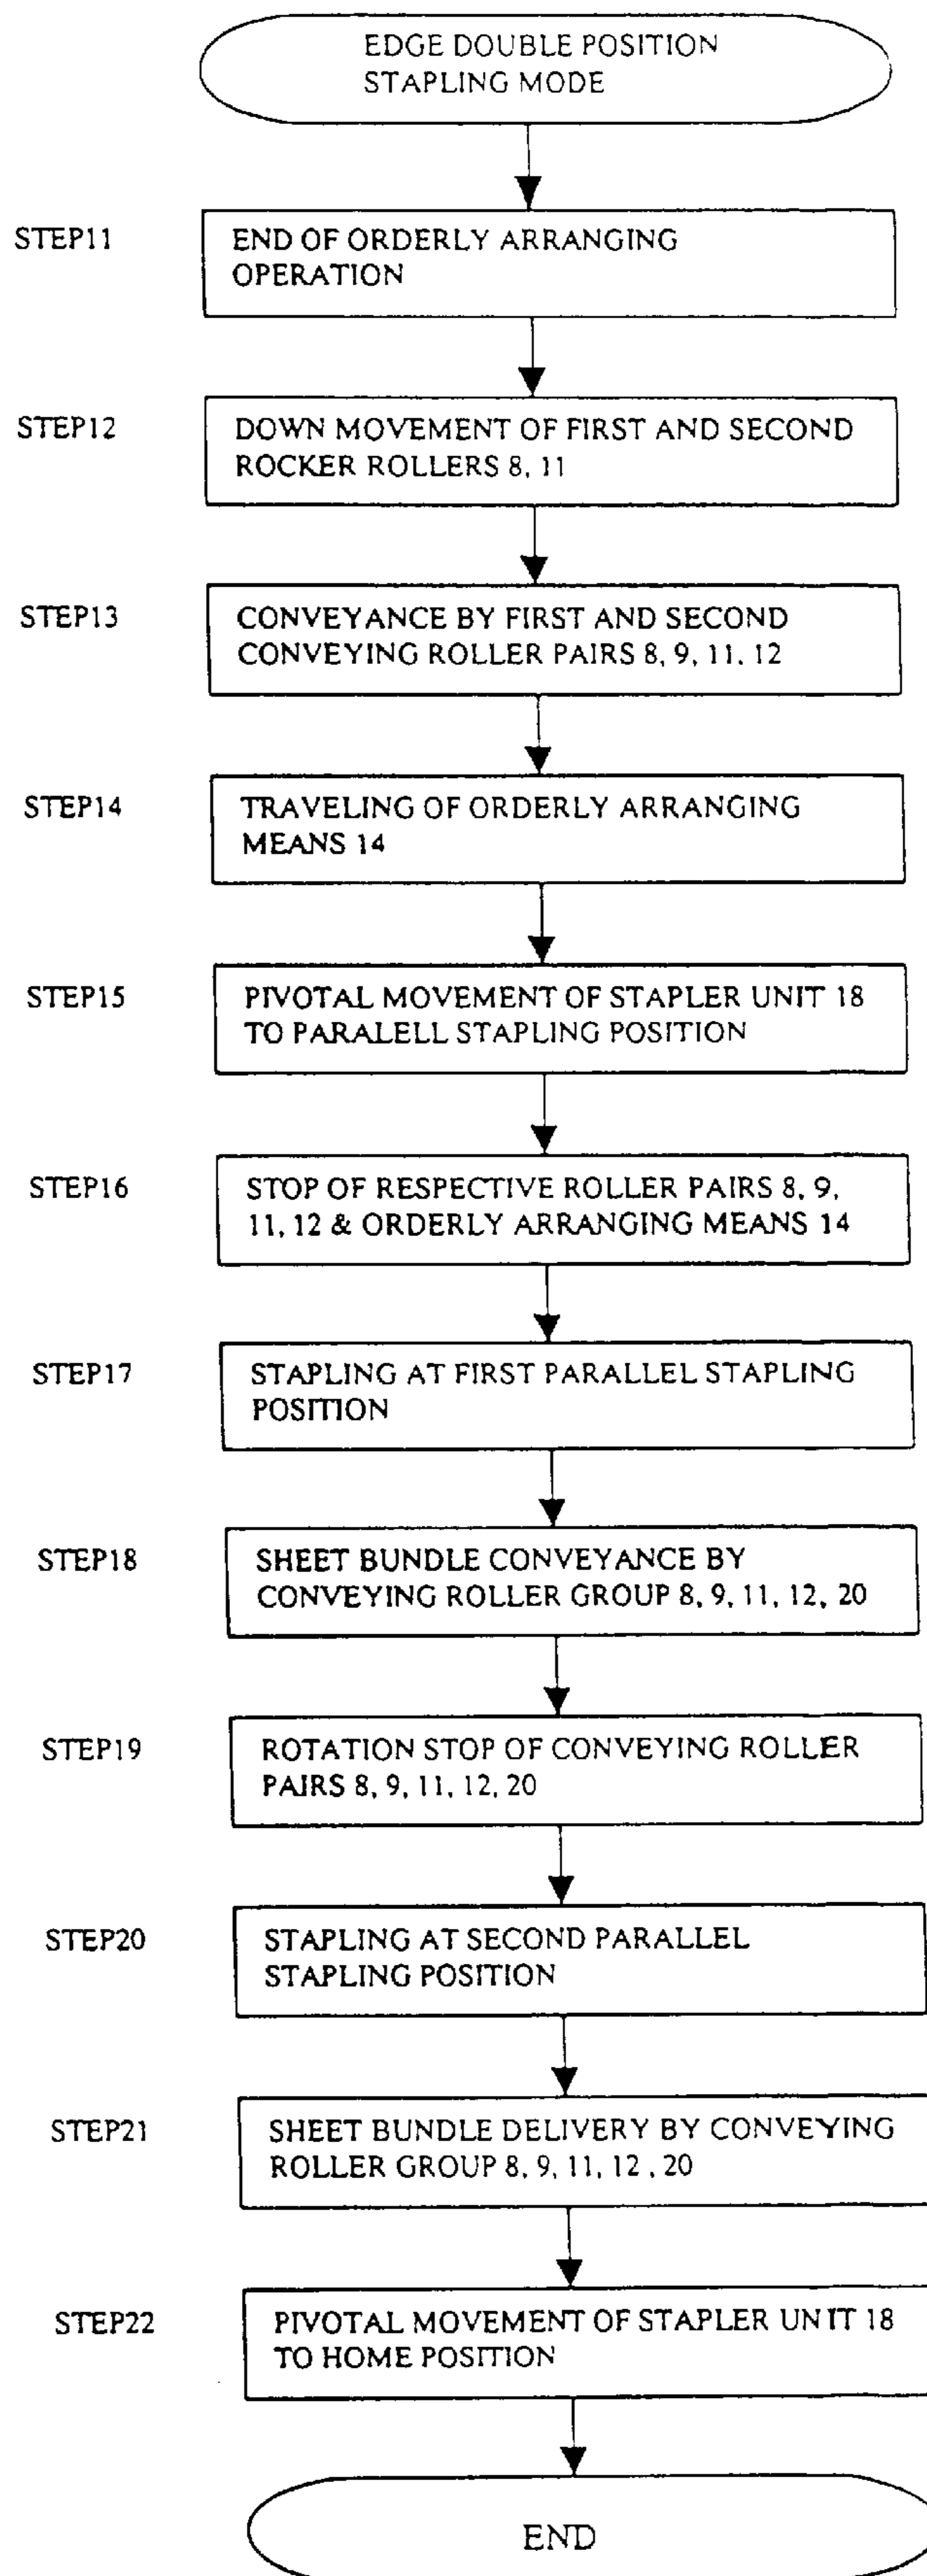 EDGE DOUBLE POSITION
STAPLING MODE
STEP11
END OF ORDERLY ARRANGING
OPERATION
STEP12
DOWN MOVEMENT OF FIRST AND SECOND
ROCKER ROLLERS 8, 11
STEP13
CONVEYANCE BY FIRST AND SECOND
CONVEYING ROLLER PAIRS 8, 9, 11, 12
STEP14
TRAVELING OF ORDERLY ARRANGING
MEANS 14
STEP15
PIVOTAL MOVEMENT OF STAPLER UNIT 18
TO PARALELL STAPLING POSITION
STEP16
STOP OF RESPECTIVE ROLLER PAIRS 8, 9,
11, 12 & ORDERLY ARRANGING MEANS 14
STEP17
STAPLING AT FIRST PARALLEL STAPLING
POSITION
STEP18
SHEET BUNDLE CONVEYANCE BY
CONVEYING ROLLER GROUP 8, 9, 11, 12, 20
STEP19
ROTATION STOP OF CONVEYING ROLLER
PAIRS 8, 9, 11, 12, 20
STEP20
STAPLING AT SECOND PARALLEL
STAPLING POSITION
STEP21
SHEET BUNDLE DELIVERY BY CONVEYING
ROLLER GROUP 8, 9, 11, 12 , 20
STEP22
PIVOTAL MOVEMENT OF STAPLER UNIT 18
TO HOME POSITION
END